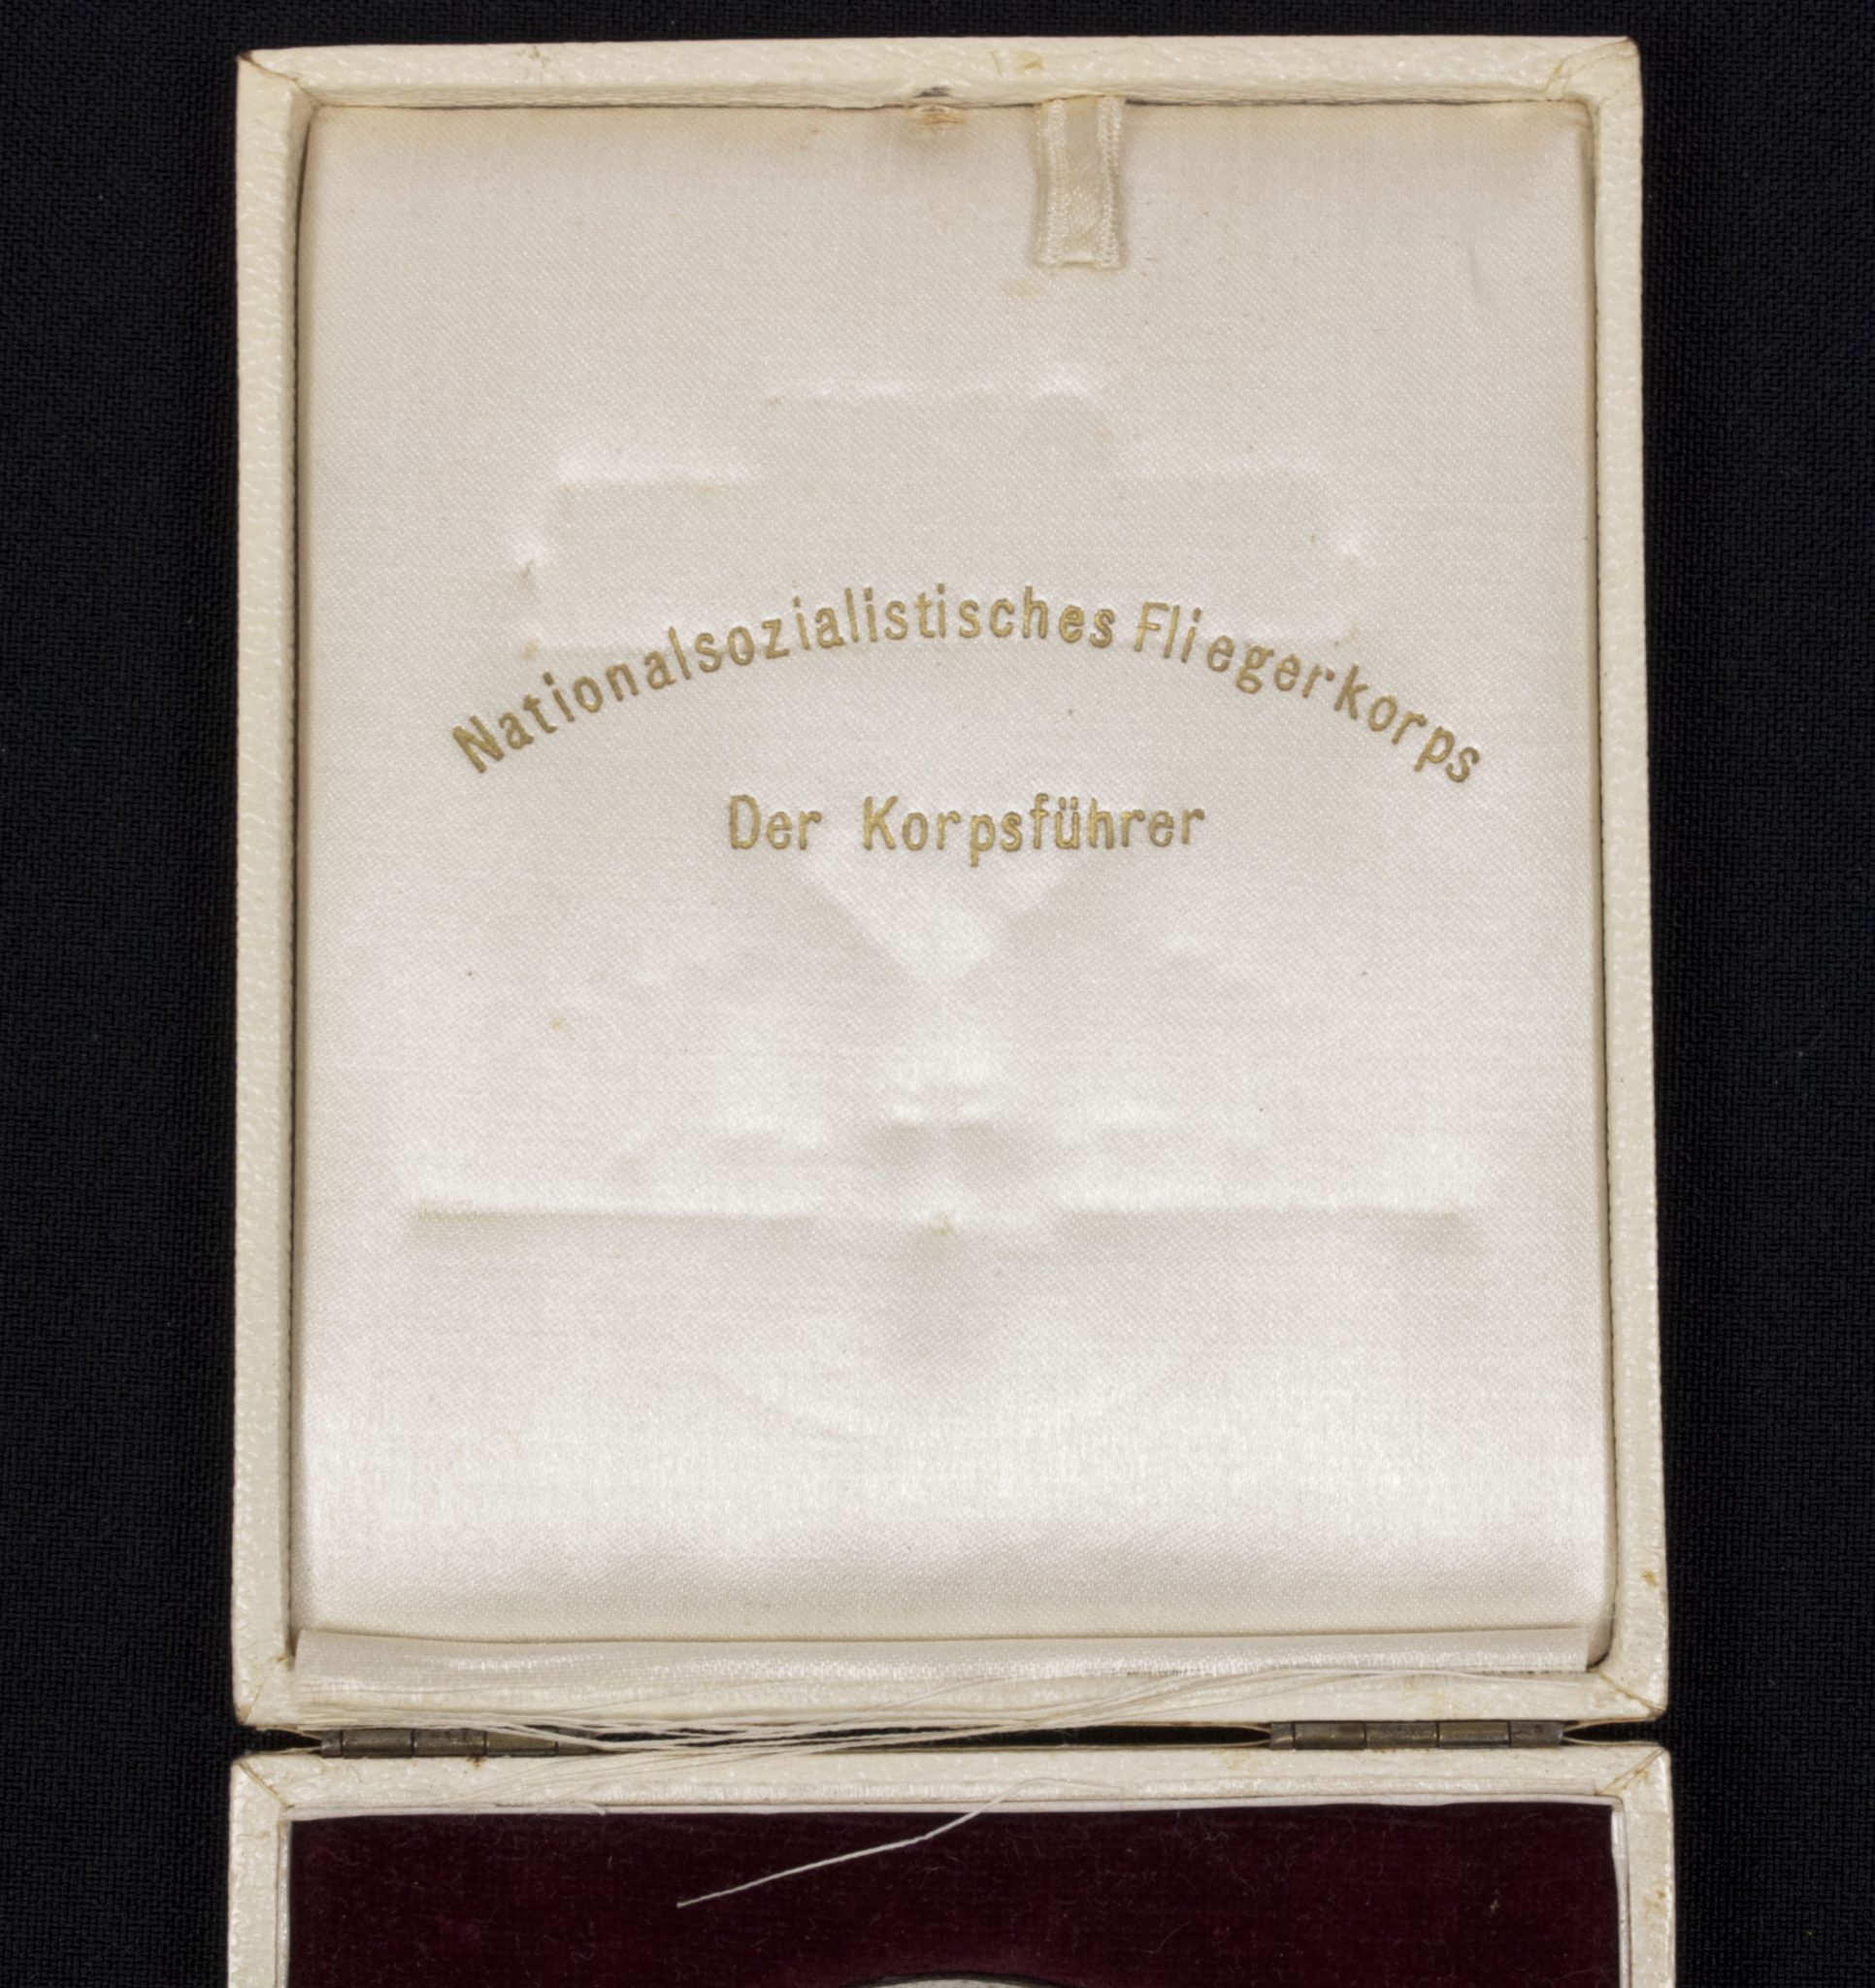 Nationalsozialistisches Fliegerkorps
Der Korpsführer